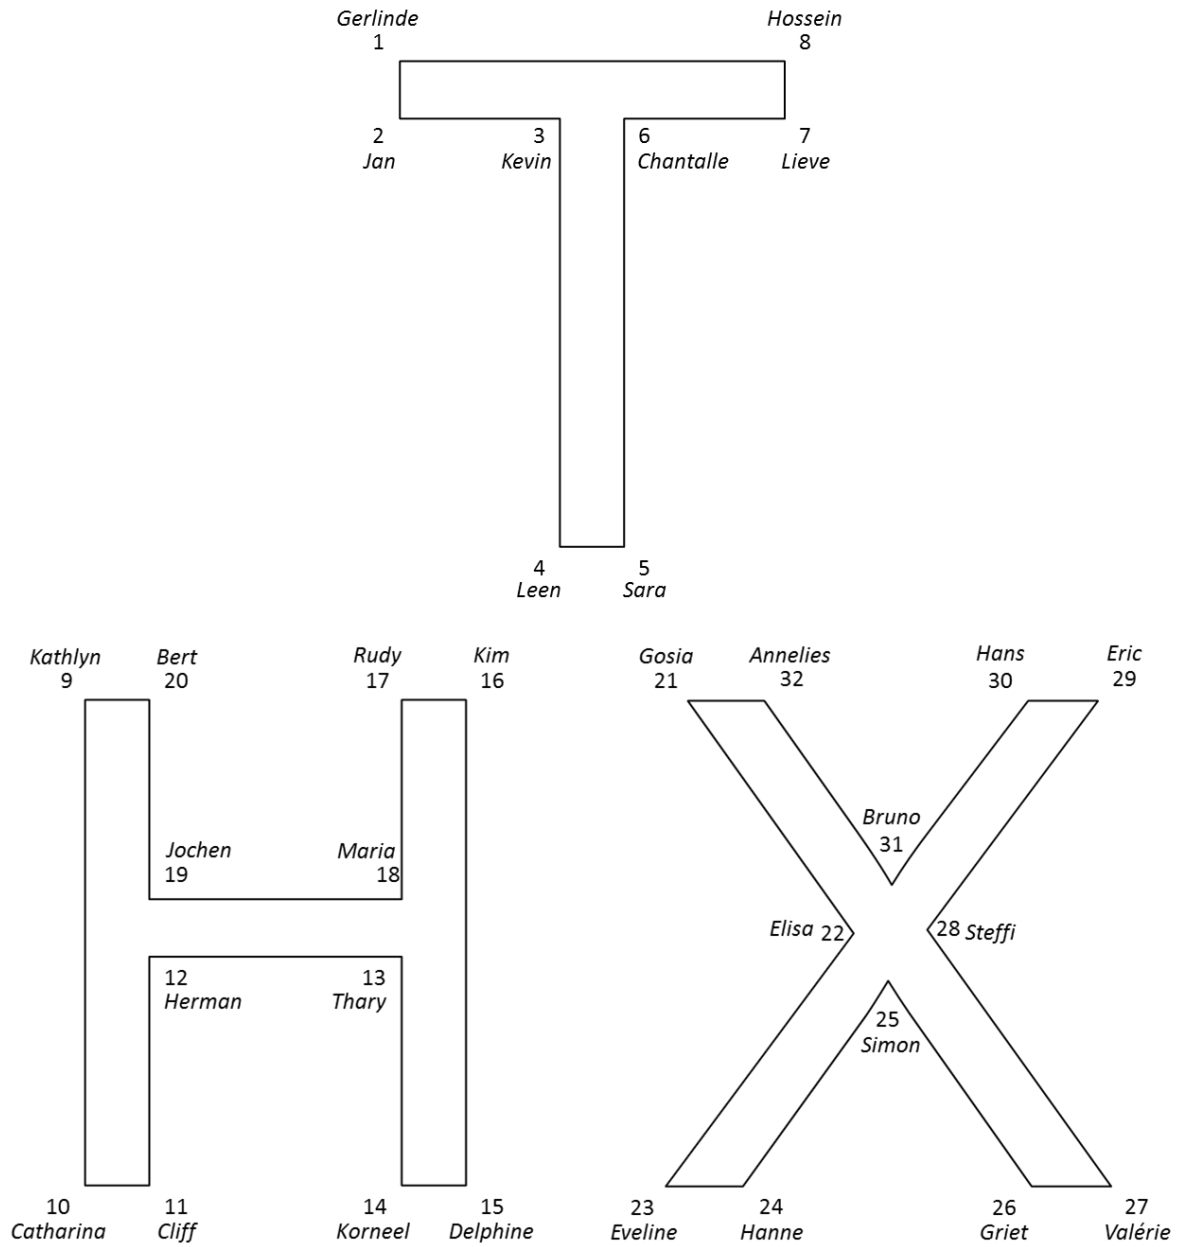 Gerlinde Hossein
1 8
2 3 6 7
Jan Kevin Chantalle Lieve
4 5
Leen Sara
Kathlyn Bert Rudy Kim
9 20 17 16
Gosia Annelies Hans Eric
21 32 30 29
Jochen Maria
19 18
Bruno
31
12 13
Herman Thary
Elisa 22 28 Steffi
25
Simon
10 11 14 15
Catharina Cliff Korneel Delphine
23 24 26 27
Eveline Hanne Griet Valérie